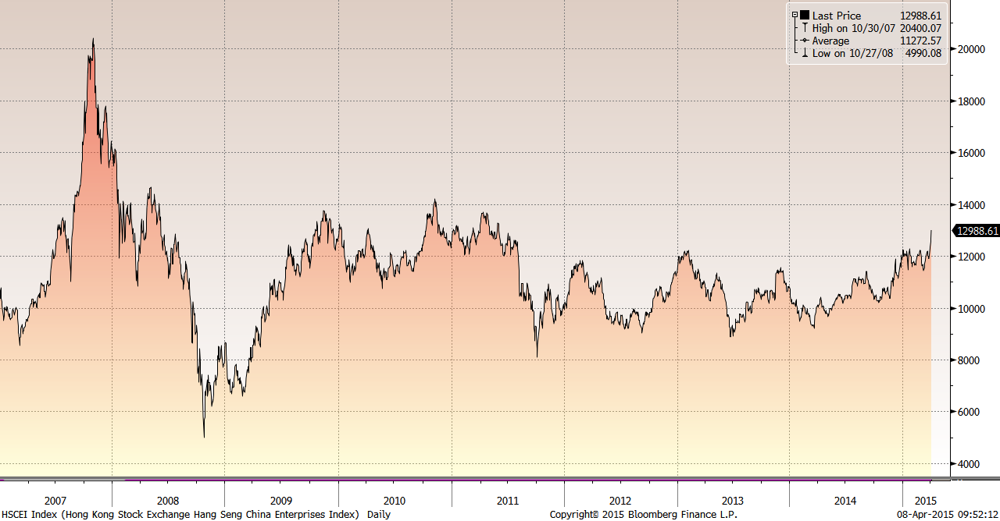 Last Price 12988.61
High on 10/30/07 20400.07
Average 11272.57
Low on 10/27/08 4990.08
20000
18000
16000
14000
12988.61
12000
10000
8000
6000
4000
2007 2008 2009 2010 2011 2012 2013 2014 2015
HSCEI Index (Hong Kong Stock Exchange Hang Seng China Enterprises Index) Daily Copyright© 2015 Bloomberg Finance L.P. 08-Apr-2015 09:52:12